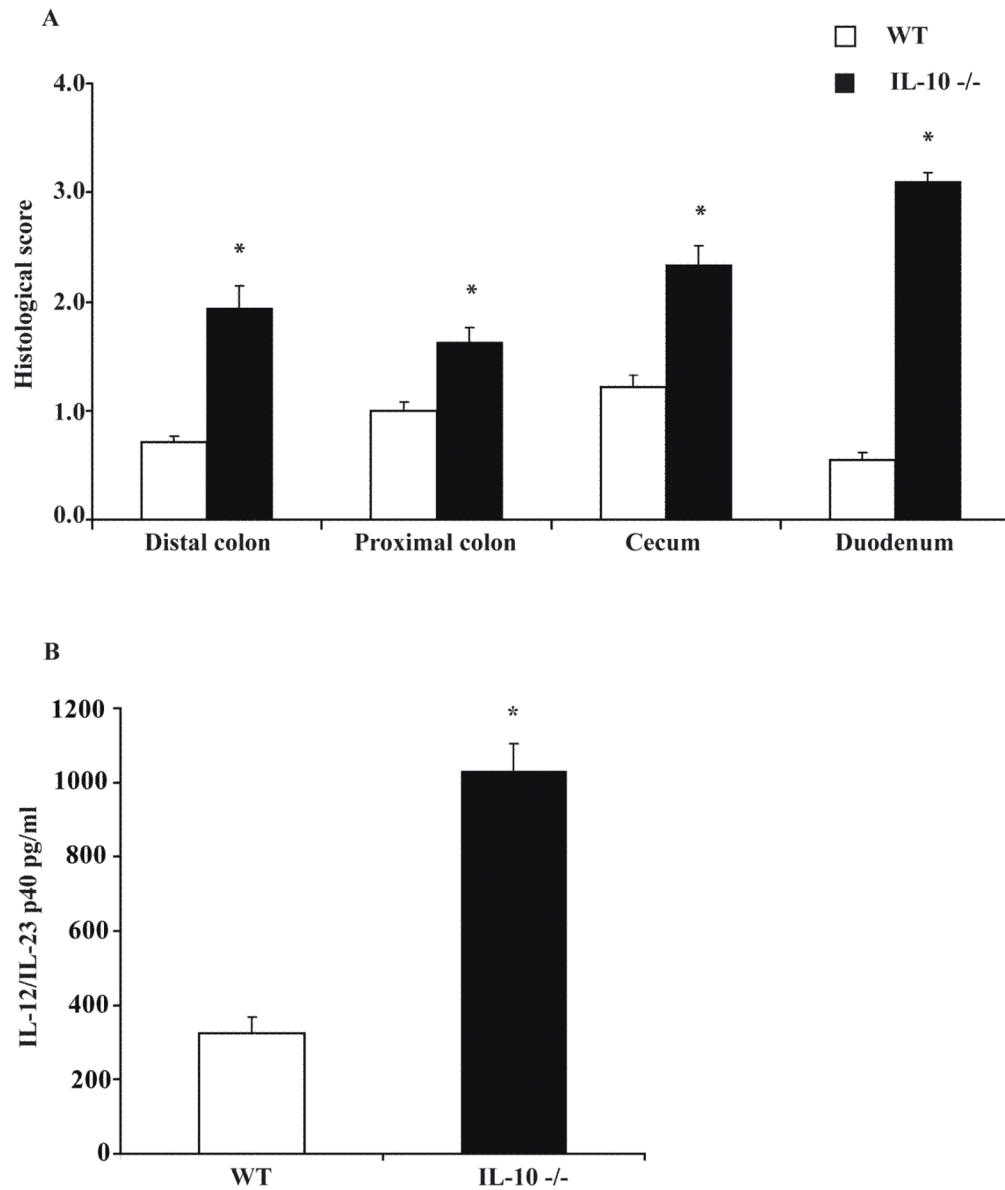 A
WT
IL-10 -/-
4.0
3.0
2.0
1.0
0.0
Histological score
*
*
*
*
Distal colon Proximal colon Cecum Duodenum
B
1200
1000
800
600
400
200
0
IL-12/IL-23 p40 pg/ml
*
WT IL-10 -/-